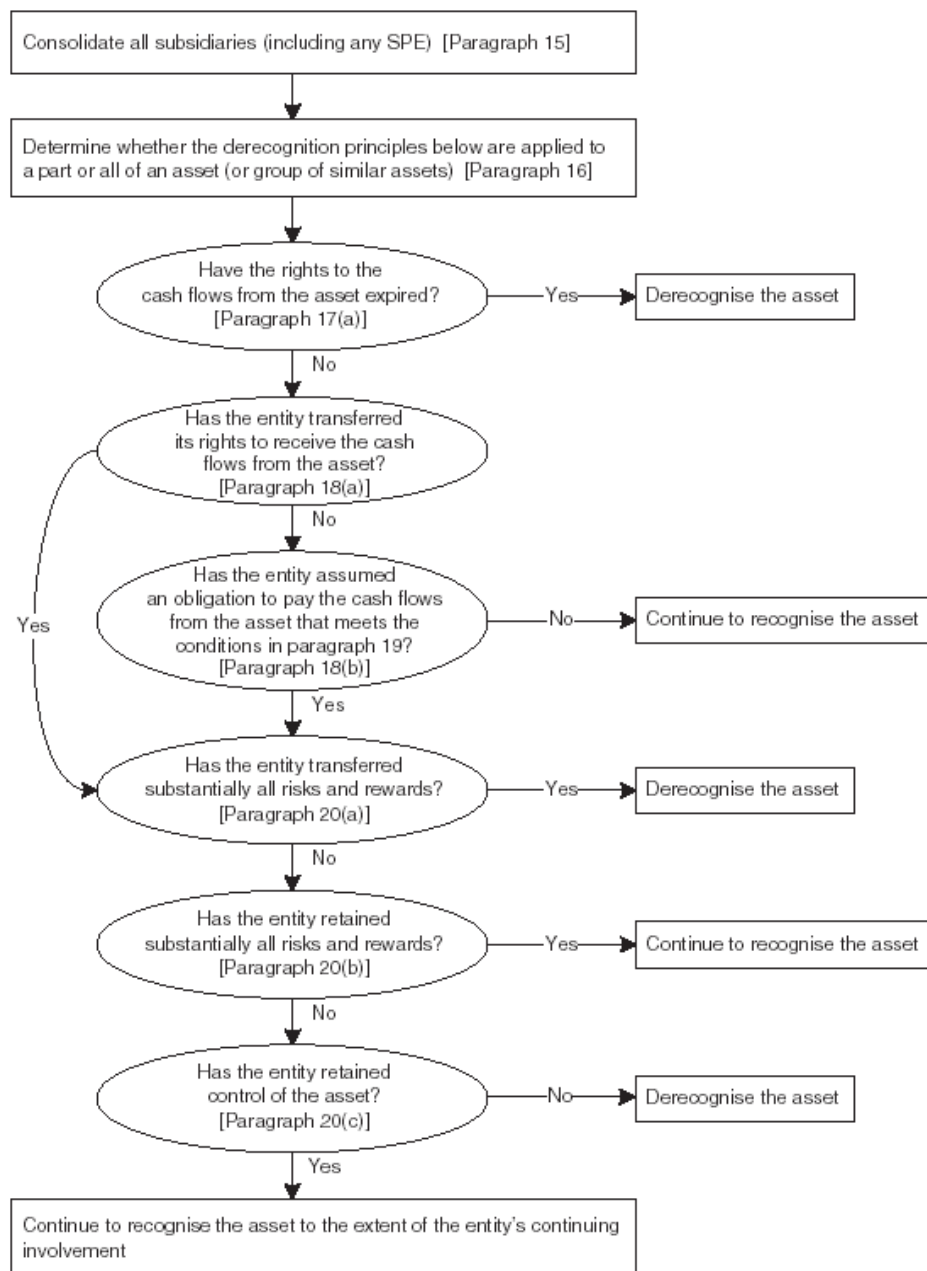 Consolidate all subsidiaries (including any SPE) [Paragraph 15]
Determine whether the derecognition principles below are applied to
a part or all of an asset (or group of similar assets) [Paragraph 16]
Have the rights to the
cash flows from the asset expired?
[Paragraph 17(a)]
Yes
Derecognise the asset
No
Has the entity transferred
its rights to receive the cash
flows from the asset?
[Paragraph 18(a)]
No
Has the entity assumed
an obligation to pay the cash flows
from the asset that meets the
conditions in paragraph 19?
[Paragraph 18(b)]
No
Continue to recognise the asset
Yes
Yes
Has the entity transferred
substantially all risks and rewards?
[Paragraph 20(a)]
Yes
Derecognise the asset
No
Has the entity retained
substantially all risks and rewards?
[Paragraph 20(b)]
Yes
Continue to recognise the asset
No
Has the entity retained
control of the asset?
[Paragraph 20(c)]
No
Derecognise the asset
Yes
Continue to recognise the asset to the extent of the entity's continuing
involvement